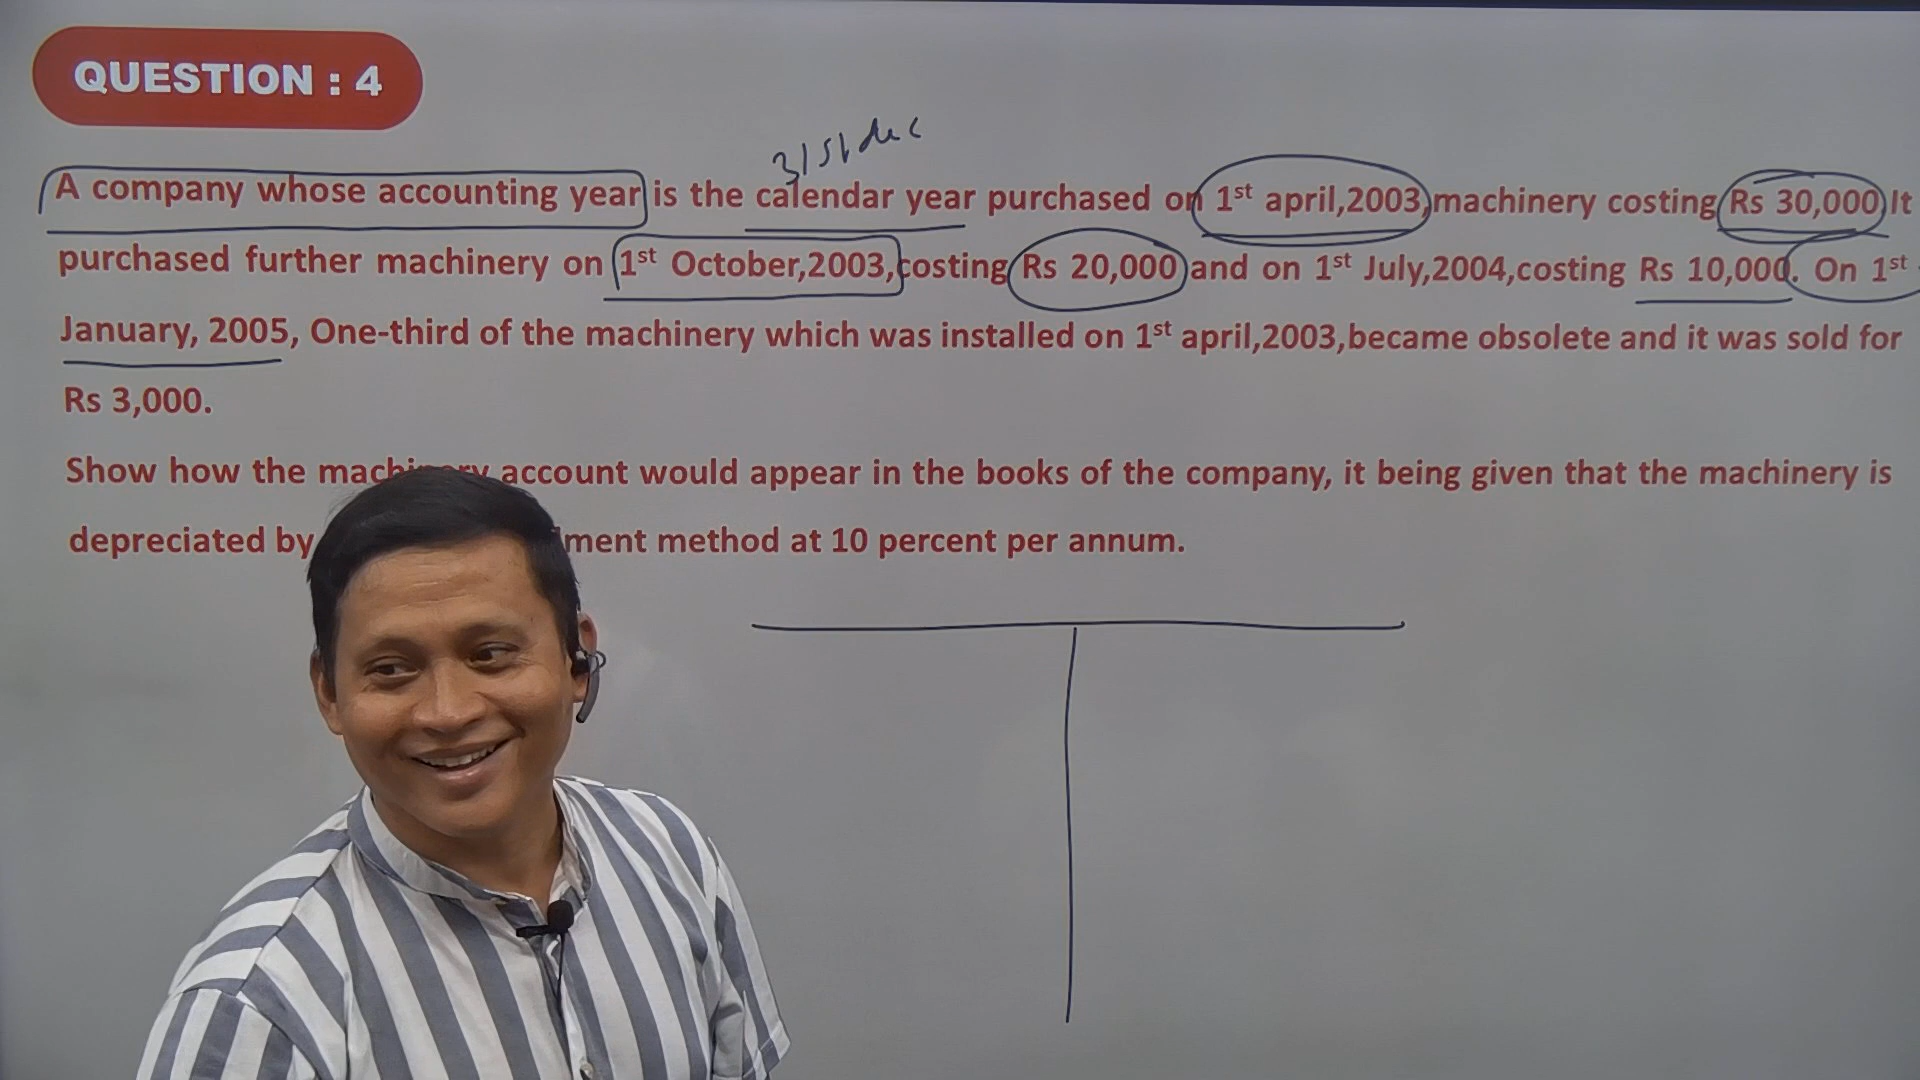 QUESTION : 4
31st dec
A company whose accounting year is the calendar year purchased on 1st april,2003,machinery costing Rs 30,000 It
purchased further machinery on 1st October,2003,costing Rs 20,000 and on 1st July,2004,costing Rs 10,000. On 1st
January, 2005, One-third of the machinery which was installed on 1st april,2003,became obsolete and it was sold for
Rs 3,000.
Show how the machinery account would appear in the books of the company, it being given that the machinery is
depreciated by ment method at 10 percent per annum.